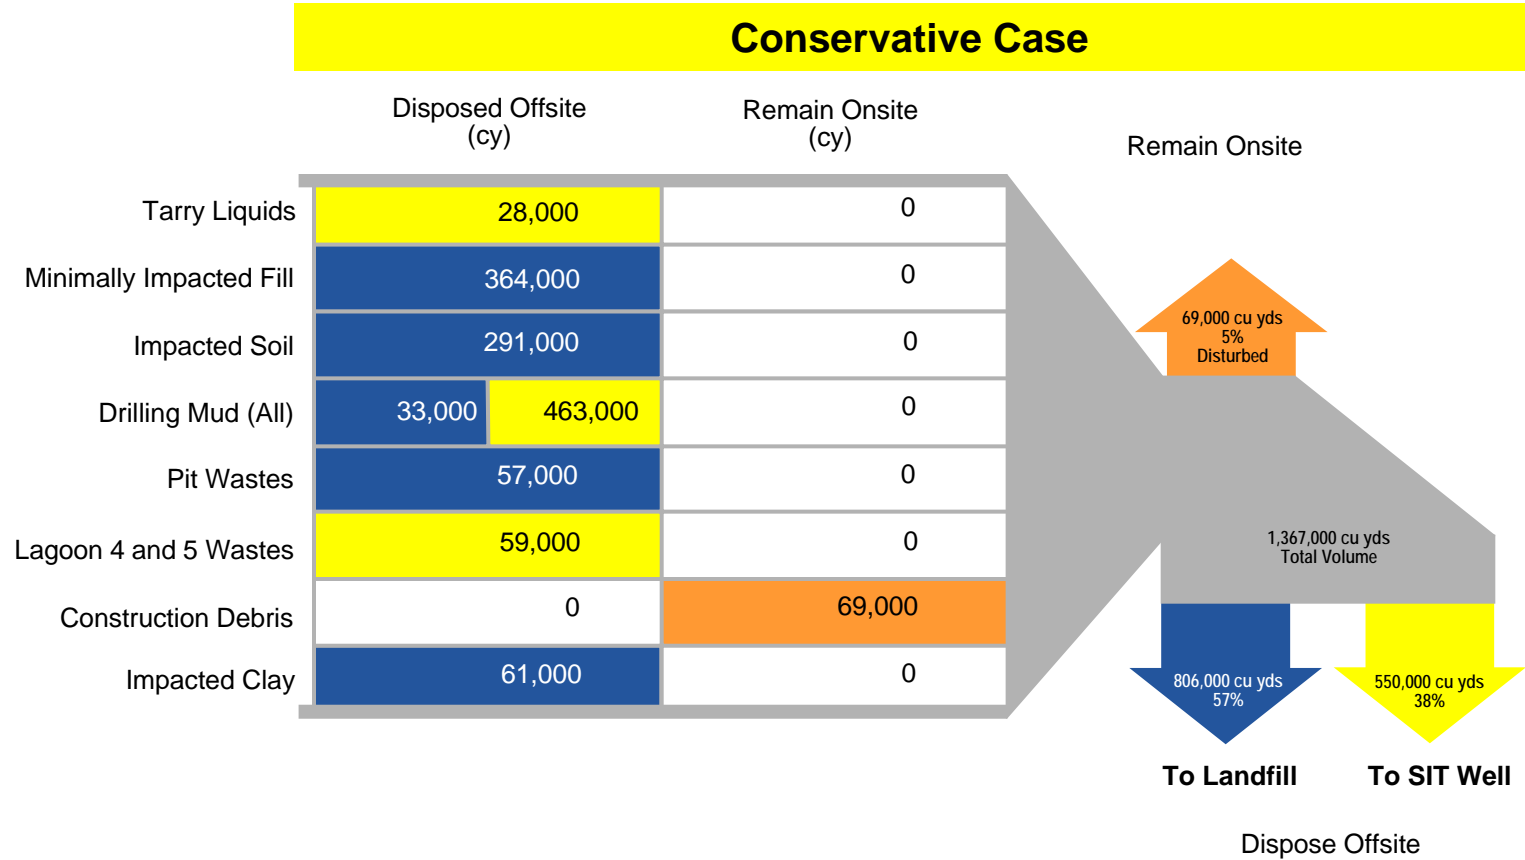 Conservative Case
Disposed Offsite
(cy)
Remain Onsite
(cy)
Remain Onsite
Tarry Liquids
28,000
0
Minimally Impacted Fill
364,000
0
Impacted Soil
291,000
0
Drilling Mud (All)
33,000
463,000
0
Pit Wastes
57,000
0
Lagoon 4 and 5 Wastes
59,000
0
Construction Debris
0
69,000
Impacted Clay
61,000
0
69,000 cu yds
5%
Disturbed
1,367,000 cu yds
Total Volume
806,000 cu yds
57%
550,000 cu yds
38%
To Landfill
To SIT Well
Dispose Offsite